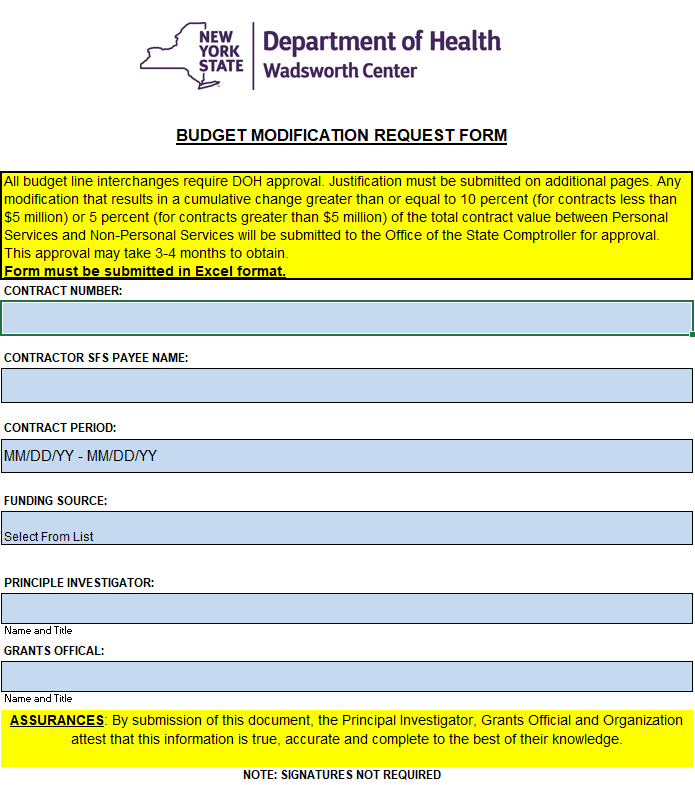 NEW
YORK
STATE
Department of Health
Wadsworth Center
BUDGET MODIFICATION REQUEST FORM
All budget line interchanges require DOH approval. Justification must be submitted on additional pages. Any
modification that results in a cumulative change greater than or equal to 10 percent (for contracts less than
$5 million) or 5 percent (for contracts greater than $5 million) of the total contract value between Personal
Services and Non-Personal Services will be submitted to the Office of the State Comptroller for approval.
This approval may take 3-4 months to obtain.
Form must be submitted in Excel format.
CONTRACT NUMBER:
CONTRACTOR SFS PAYEE NAME:
CONTRACT PERIOD:
MM/DD/YY - MM/DD/YY
FUNDING SOURCE:
Select From List
PRINCIPLE INVESTIGATOR:
Name and Title
GRANTS OFFICAL:
Name and Title
ASSURANCES: By submission of this document, the Principal Investigator, Grants Official and Organization
attest that this information is true, accurate and complete to the best of their knowledge.
NOTE: SIGNATURES NOT REQUIRED